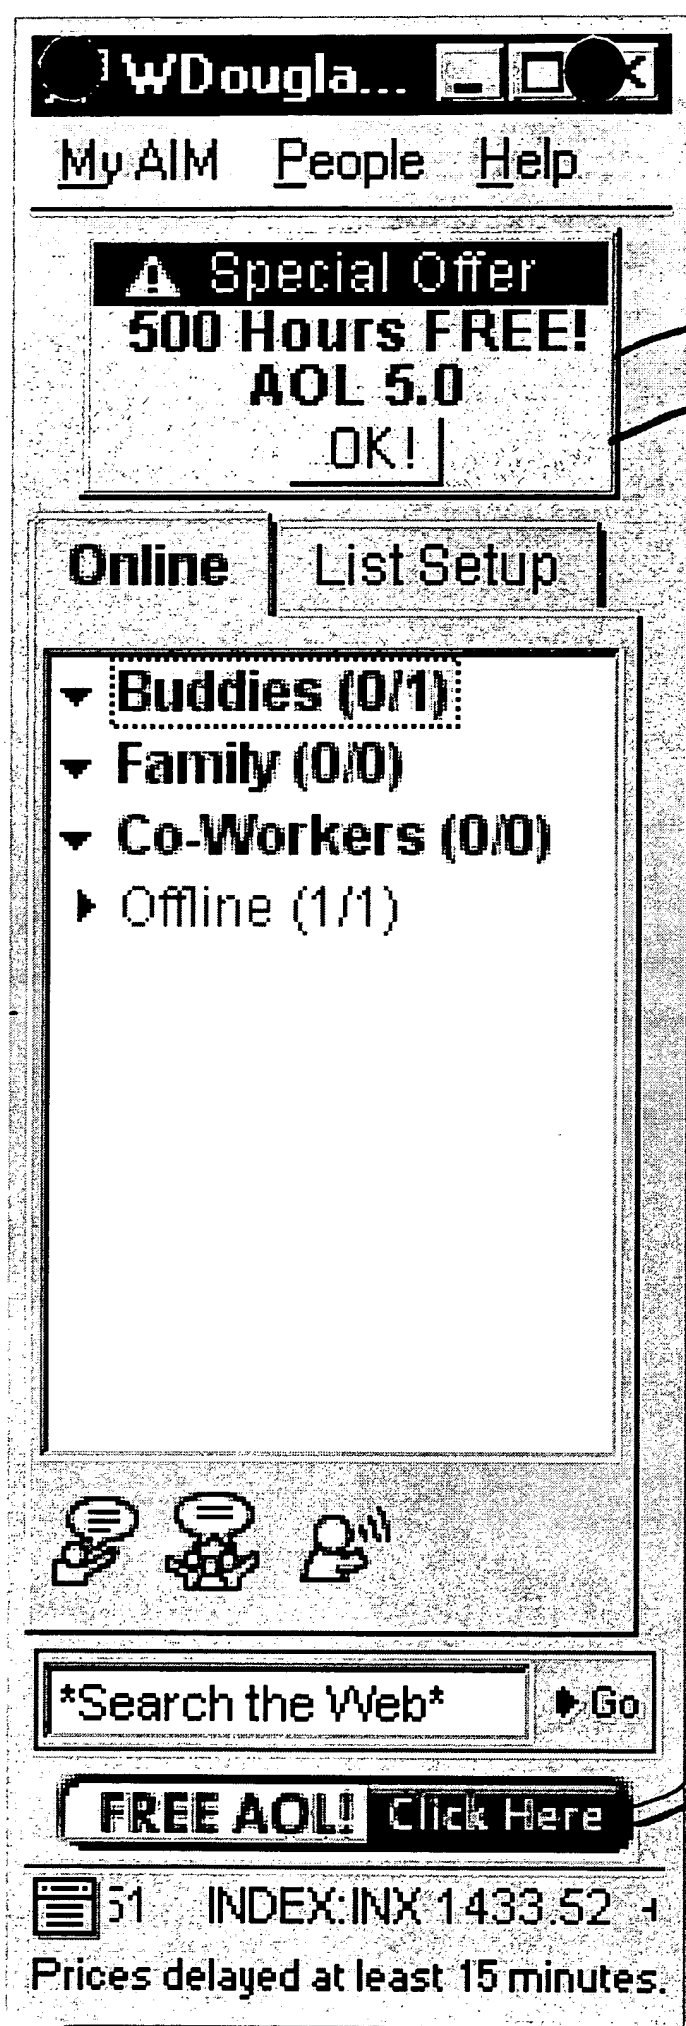 WDougla...
My AIM People Help
Special Offer
500 Hours FREE!
AOL 5.0
OK!
Online List Setup
Buddies (0/1)
Family (0/0)
Co-Workers (0/0)
Offline (1/1)
*Search the Web* Go
FREE AOL! Click Here
51 INDEX:INX 1433.52
Prices delayed at least 15 minutes.